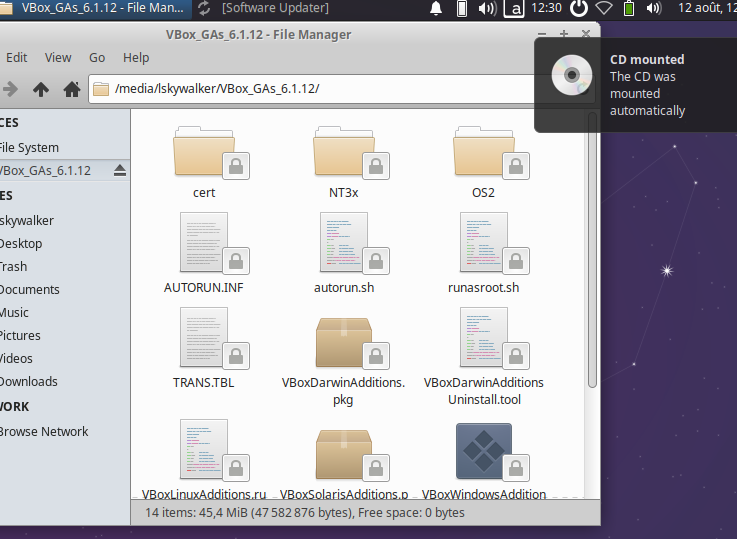 VBox_GAs_6.1.12 - File Man...
[Software Updater]
a
12:30
12 août, 12
VBox_GAs_6.1.12 - File Manager
Edit View Go Help
/media/lskywalker/VBox_GAs_6.1.12/
CD mounted
The CD was
mounted
automatically
CES
File System
VBox_GAs_6.1.12
ES
skywalker
Desktop
Trash
Documents
Music
Pictures
Videos
Downloads
WORK
Browse Network
cert
NT3x
OS2
AUTORUN.INF
autorun.sh
runasroot.sh
TRANS.TBL
VBoxDarwinAdditions.
pkg
VBoxDarwinAdditions
Uninstall.tool
VBoxLinuxAdditions.ru
VBoxSolarisAdditions.p
VBoxWindowsAddition
14 items: 45,4 MiB (47 582 876 bytes), Free space: 0 bytes